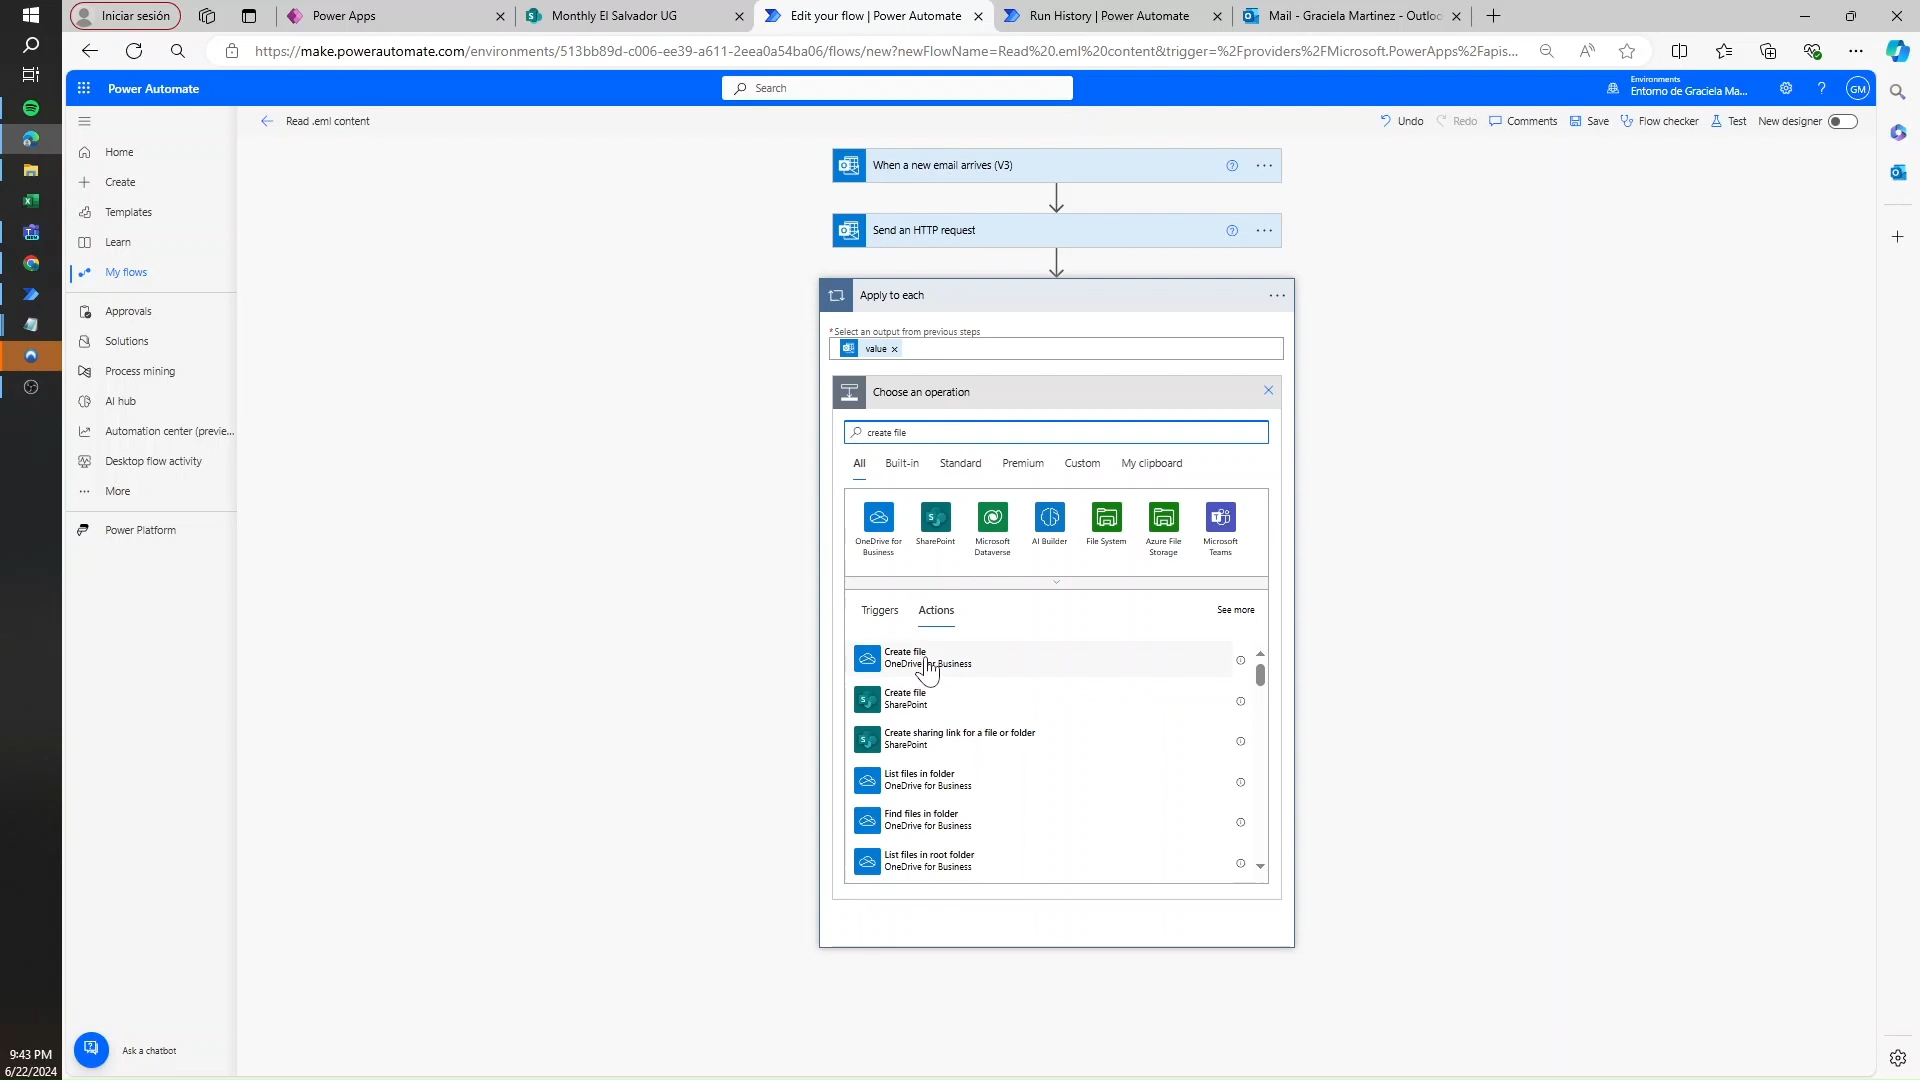 Iniciar sesión
Power Apps
Monthly El Salvador UG
Edit your flow | Power Automate
Run History | Power Automate
Mail - Graciela Martinez - Outloo
https://make.powerautomate.com/environments/513bb89d-c006-ee39-a611-2eea0a54ba06/flows/new?newFlowName=Read%20.eml%20content&trigger=%2Fproviders%2FMicrosoft.PowerApps%2Fapis...
Power Automate
Search
Environments
Entorno de Graciela Ma...
GM
Read .eml content
Undo
Redo
Comments
Save
Flow checker
Test
New designer
Home
Create
Templates
Learn
My flows
Approvals
Solutions
Process mining
AI hub
Automation center (previe...
Desktop flow activity
More
Power Platform
Ask a chatbot
When a new email arrives (V3)
Send an HTTP request
Apply to each
*Select an output from previous steps
value
Choose an operation
create file
All
Built-in
Standard
Premium
Custom
My clipboard
OneDrive for Business
SharePoint
Microsoft Dataverse
AI Builder
File System
Azure File Storage
Microsoft Teams
Triggers
Actions
See more
Create file
OneDrive for Business
Create file
SharePoint
Create sharing link for a file or folder
SharePoint
List files in folder
OneDrive for Business
Find files in folder
OneDrive for Business
List files in root folder
OneDrive for Business
9:43 PM
6/22/2024